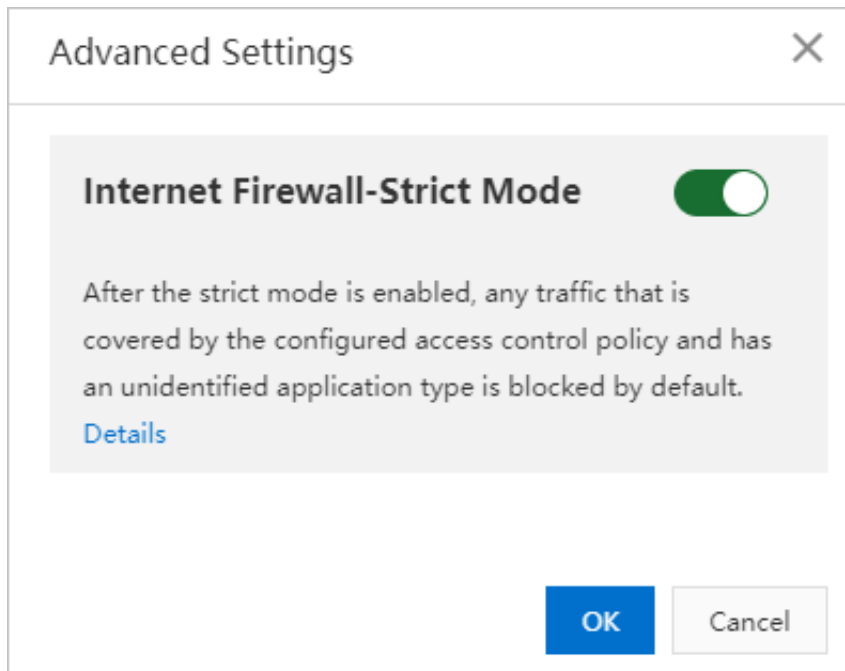 Advanced Settings
Internet Firewall-Strict Mode
After the strict mode is enabled, any traffic that is
covered by the configured access control policy and has
an unidentified application type is blocked by default.
Details
OK
Cancel